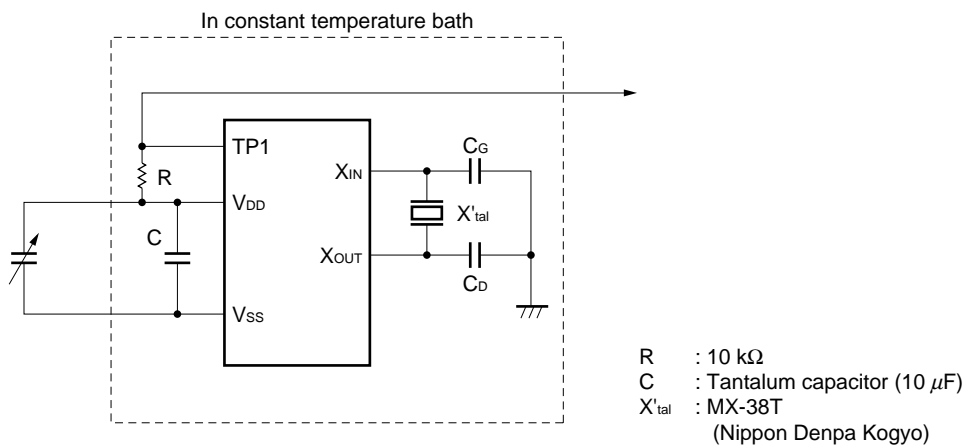 In constant temperature bath
TP1
R
VDD
C
VSS
XIN
XOUT
CG
X'tal
CD
R : 10 kΩ
C : Tantalum capacitor (10 μF)
X'tal : MX-38T
(Nippon Denpa Kogyo)